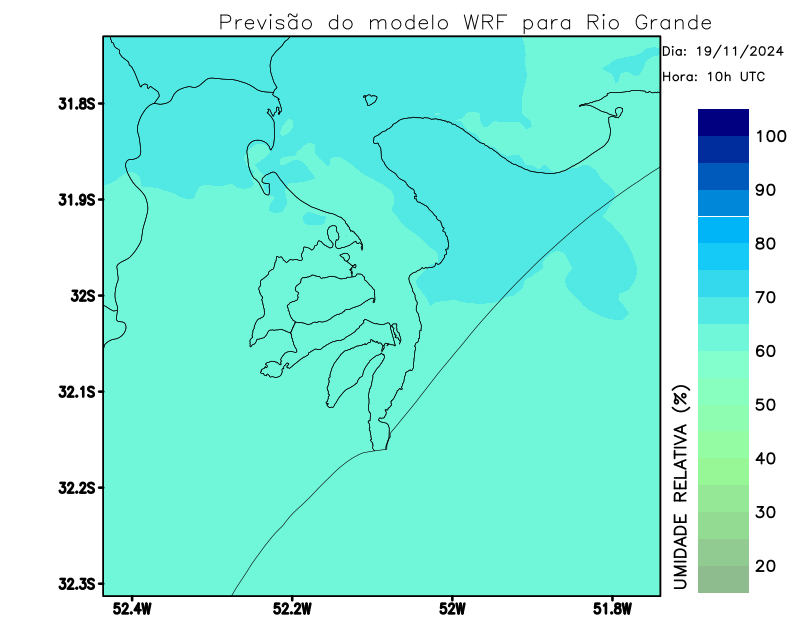 Previsão do modelo WRF para Rio Grande
Dia: 19/11/2024
Hora: 10h UTC
31.8S
31.9S
32S
32.1S
32.2S
32.3S
52.4W
52.2W
52W
51.8W
UMIDADE RELATIVA (%)
100
90
80
70
60
50
40
30
20